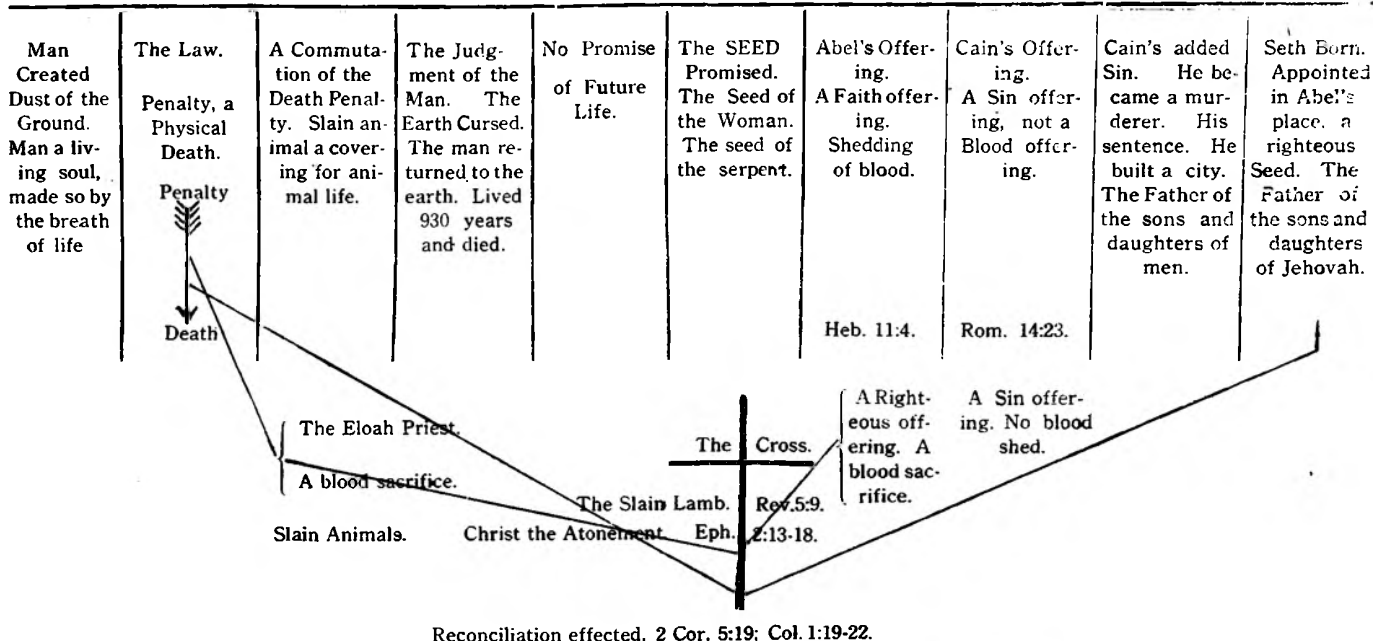 Man
Created
Dust of the
Ground.
Man a liv-
ing soul,
made so by
the breath
of life
The Law.
Penalty, a
Physical
Death.
Penalty
Death
A Commuta-
tion of the
Death Penal-
ty. Slain an-
imal a cover-
ing for ani-
mal life.
The Judg-
ment of the
Man. The
Earth Cursed.
The man re-
turned to the
earth. Lived
930 years
and died.
No Promise
of Future
Life.
The SEED
Promised.
The Seed of
the Woman.
The seed of
the serpent.
Abel's Offer-
ing.
A Faith offer-
ing.
Shedding
of blood.
Heb. 11:4.
Cain's Offer-
ing.
A Sin offer-
ing, not a
Blood offer-
ing.
Rom. 14:23.
Cain's added
Sin. He be-
came a mur-
derer. His
sentence. He
built a city.
The Father of
the sons and
daughters of
men.
Seth Born.
Appointed
in Abel's
place, a
righteous
Seed. The
Father of
the sons and
daughters
of Jehovah.
The Eloah Priest.
A blood sacrifice.
Slain Animals.
The Cross.
The Slain Lamb. Rev. 5:9.
Christ the Atonement. Eph. 2:13-18.
A Right-
eous off-
ering. A
blood sac-
rifice.
A Sin offer-
ing. No blood
shed.
Reconciliation effected. 2 Cor. 5:19; Col. 1:19-22.